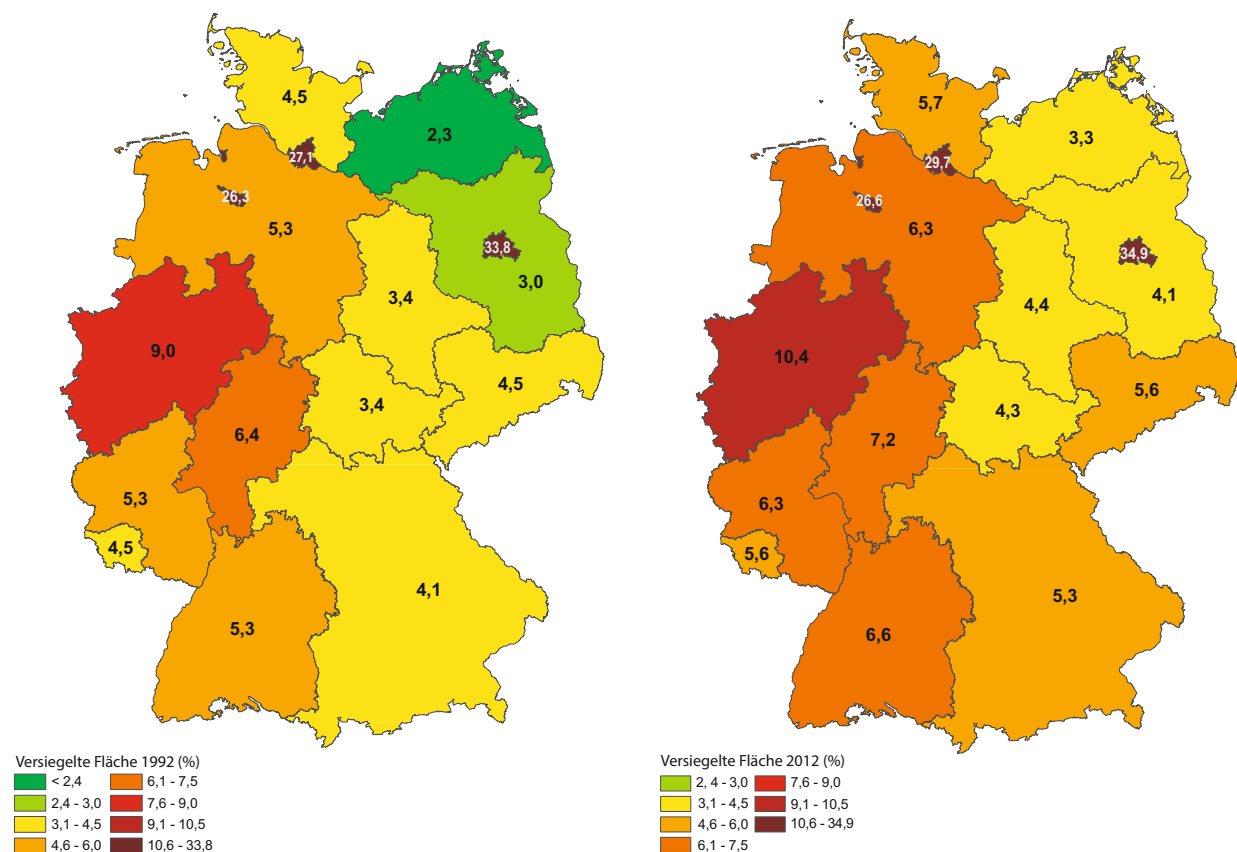 4,5
2,3
27,1
26,3
5,3
33,8
3,0
3,4
9,0
4,5
3,4
6,4
5,3
4,5
4,1
5,3
Versiegelte Fläche 1992 (%)
< 2,4
2,4 - 3,0
3,1 - 4,5
4,6 - 6,0
6,1 - 7,5
7,6 - 9,0
9,1 - 10,5
10,6 - 33,8
5,7
3,3
29,7
26,6
6,3
34,9
4,1
4,4
10,4
5,6
4,3
7,2
6,3
5,6
5,3
6,6
Versiegelte Fläche 2012 (%)
2, 4 - 3,0
3,1 - 4,5
4,6 - 6,0
6,1 - 7,5
7,6 - 9,0
9,1 - 10,5
10,6 - 34,9